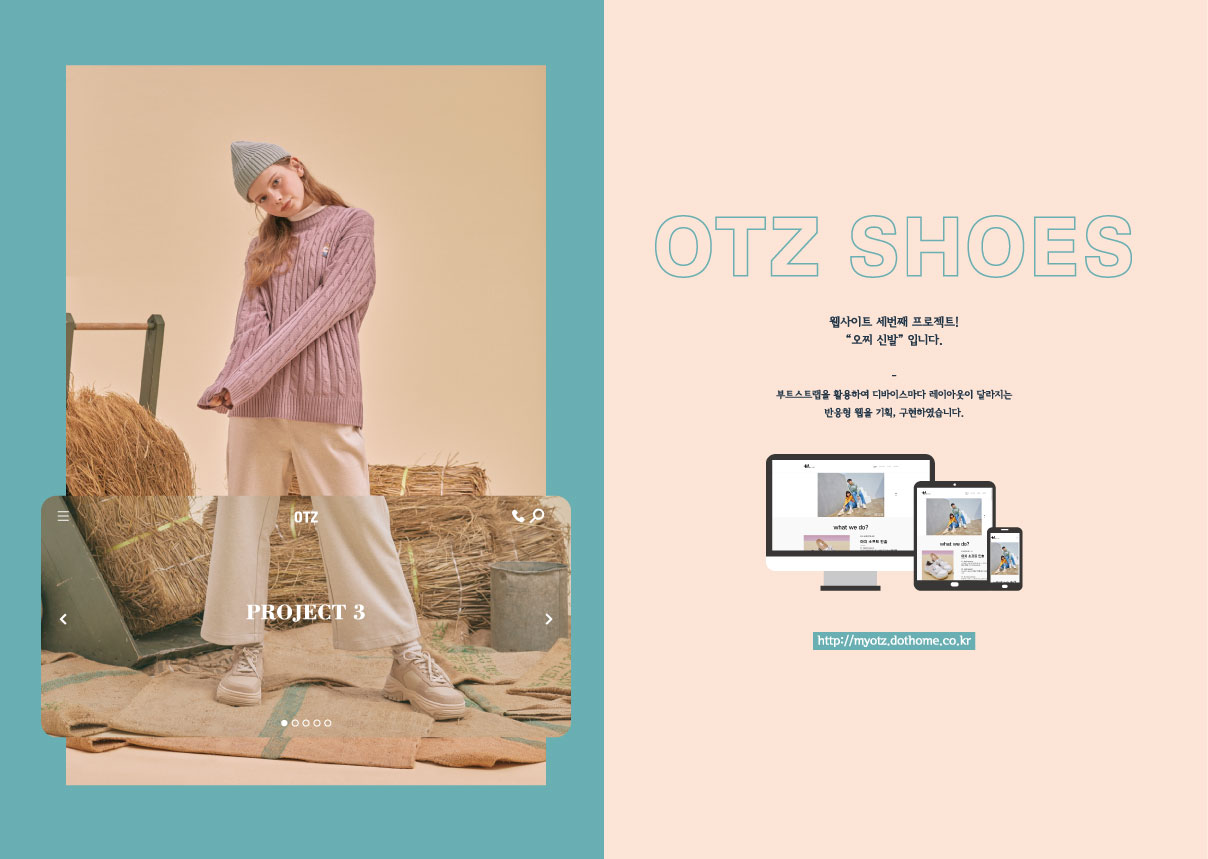 OTZ
PROJECT 3
OTZ SHOES
웹사이트 세번째 프로젝트!
“오찌 신발” 입니다.
-
부트스트랩을 활용하여 디바이스마다 레이아웃이 달라지는
반응형 웹을 기획, 구현하였습니다.
what we do?
what we do?
http://myotz.dothome.co.kr